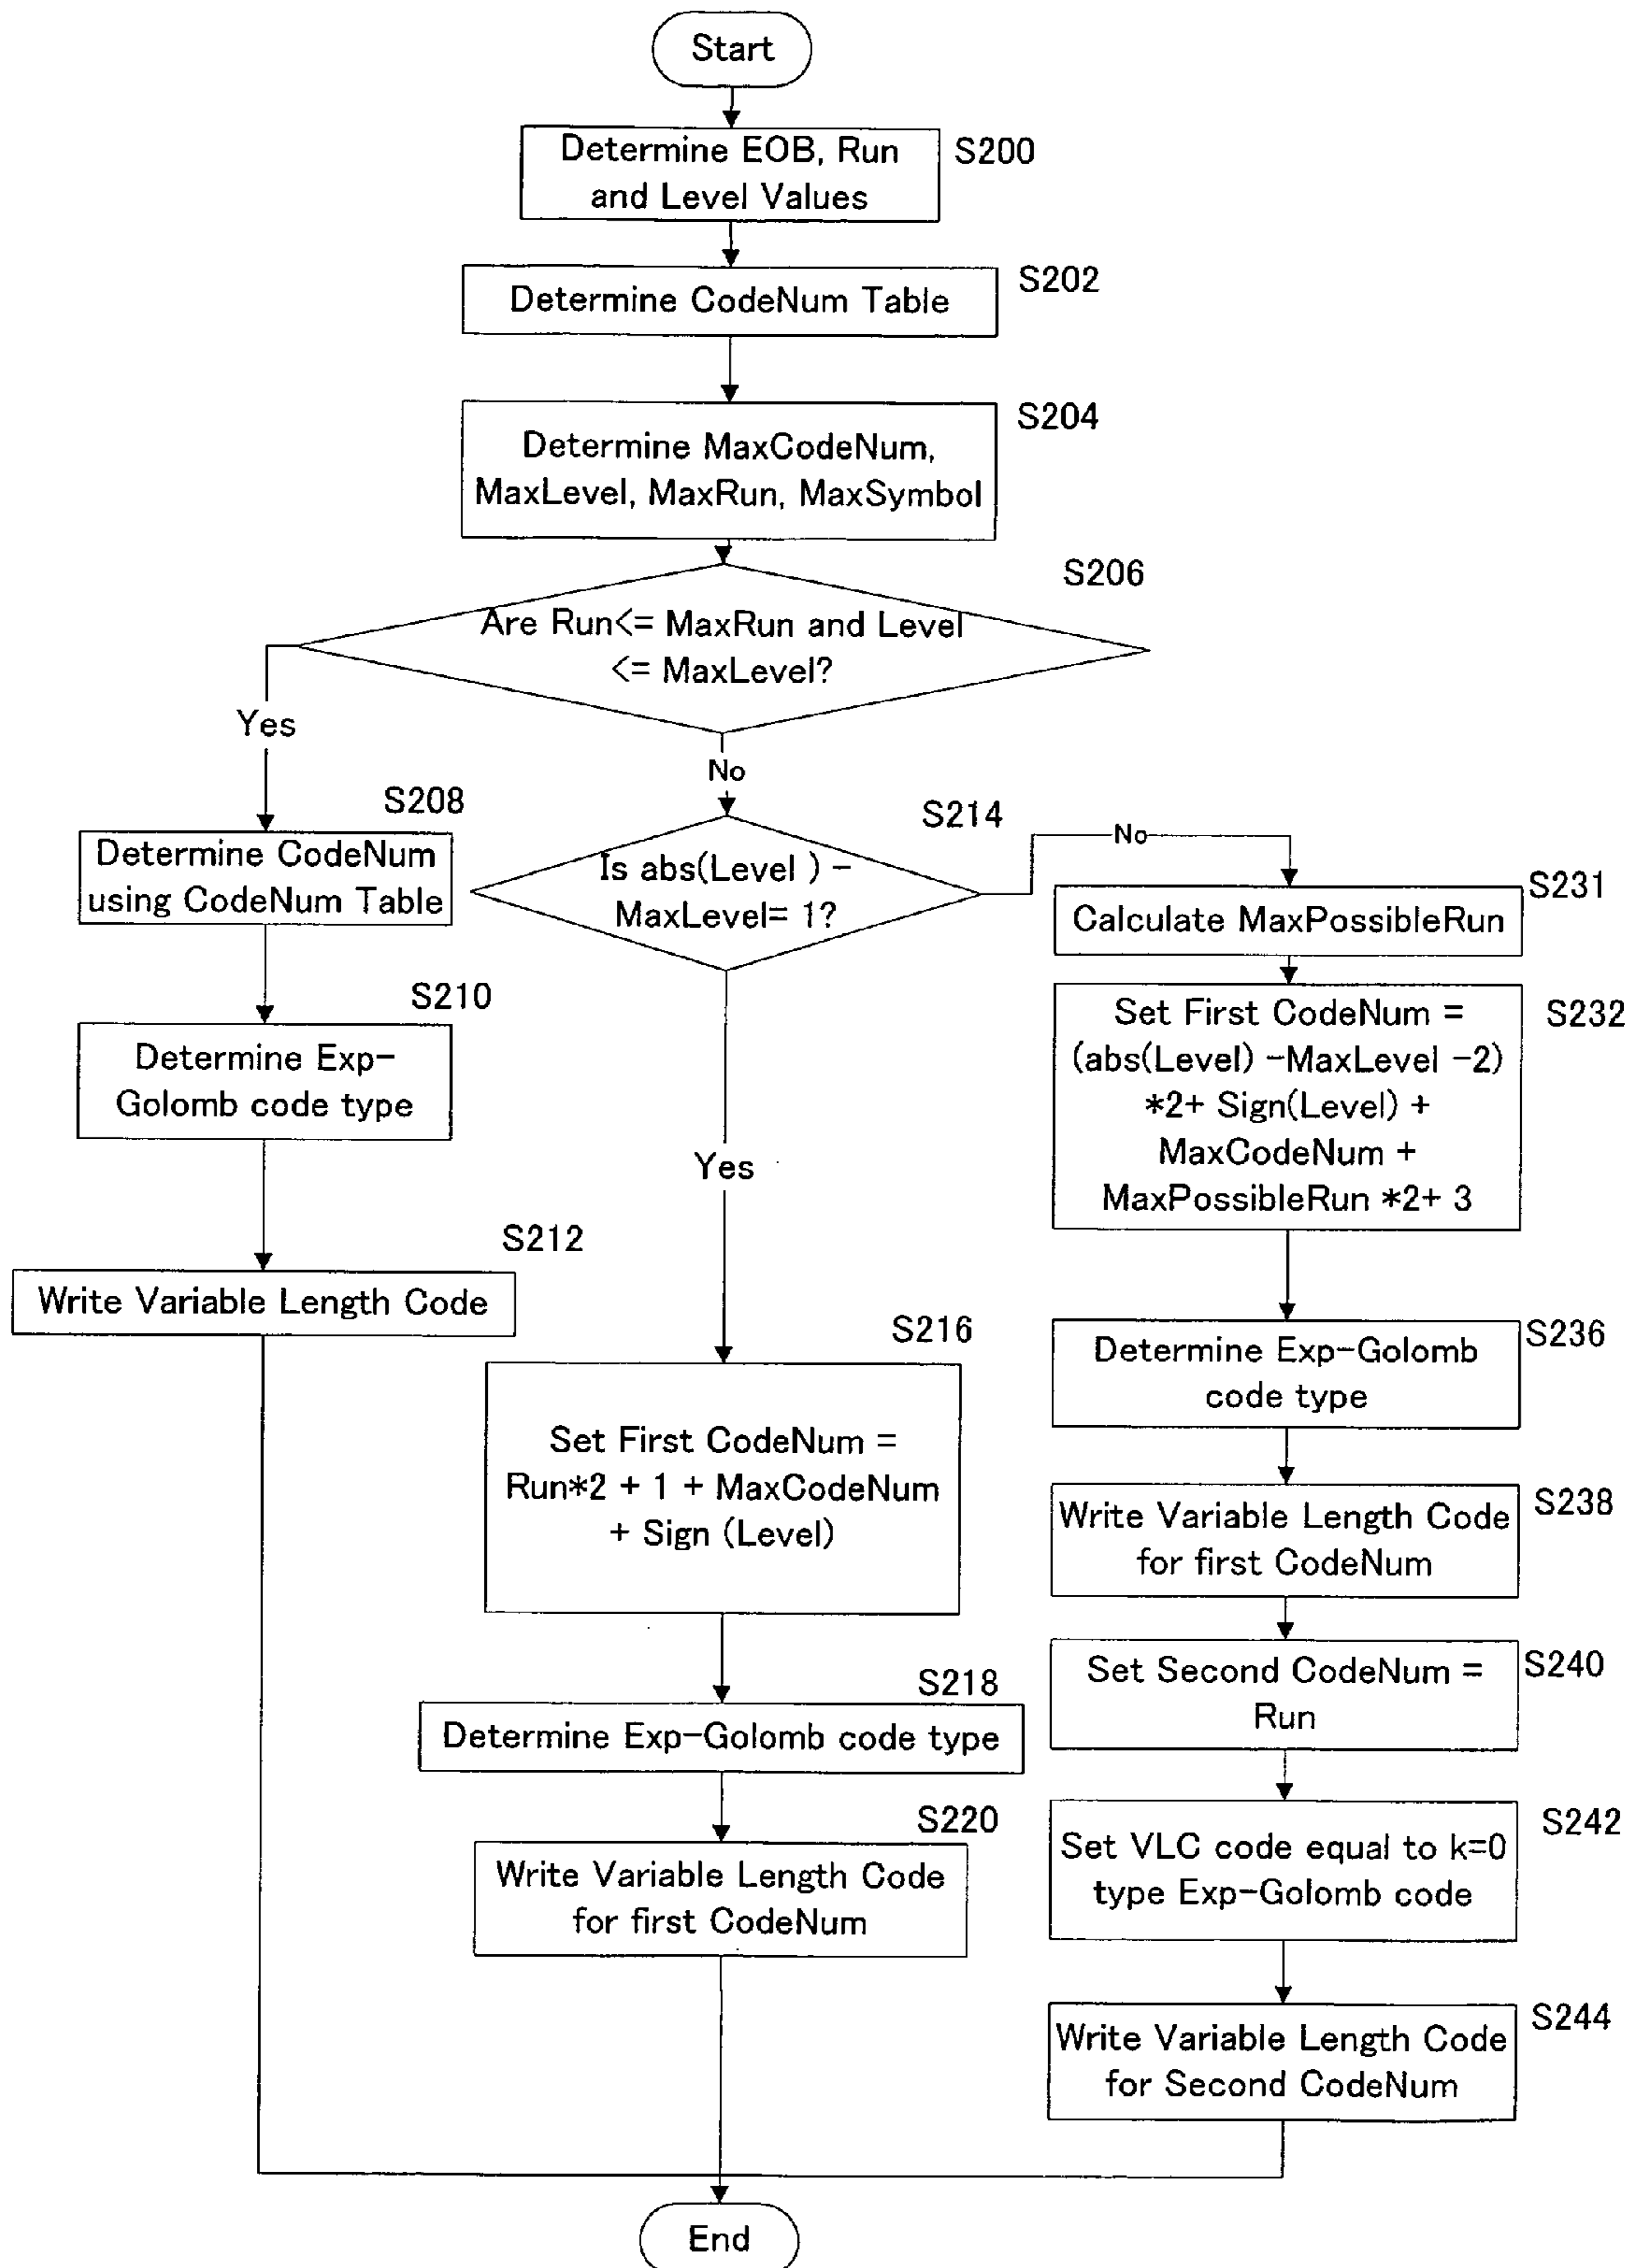 Start
Determine EOB, Run
and Level Values
S200
Determine CodeNum Table
S202
Determine MaxCodeNum,
MaxLevel, MaxRun, MaxSymbol
S204
Are Run<= MaxRun and Level
<= MaxLevel?
S206
Yes
No
S208
Determine CodeNum
using CodeNum Table
S210
Determine Exp-
Golomb code type
S212
Write Variable Length Code
S214
Is abs(Level ) -
MaxLevel= 1?
No
Yes
S216
Set First CodeNum =
Run*2 + 1 + MaxCodeNum
+ Sign (Level)
S218
Determine Exp-Golomb code type
S220
Write Variable Length Code
for first CodeNum
S231
Calculate MaxPossibleRun
S232
Set First CodeNum =
(abs(Level) -MaxLevel -2)
*2+ Sign(Level) +
MaxCodeNum +
MaxPossibleRun *2+ 3
S236
Determine Exp-Golomb
code type
S238
Write Variable Length Code
for first CodeNum
S240
Set Second CodeNum =
Run
S242
Set VLC code equal to k=0
type Exp-Golomb code
S244
Write Variable Length Code
for Second CodeNum
End